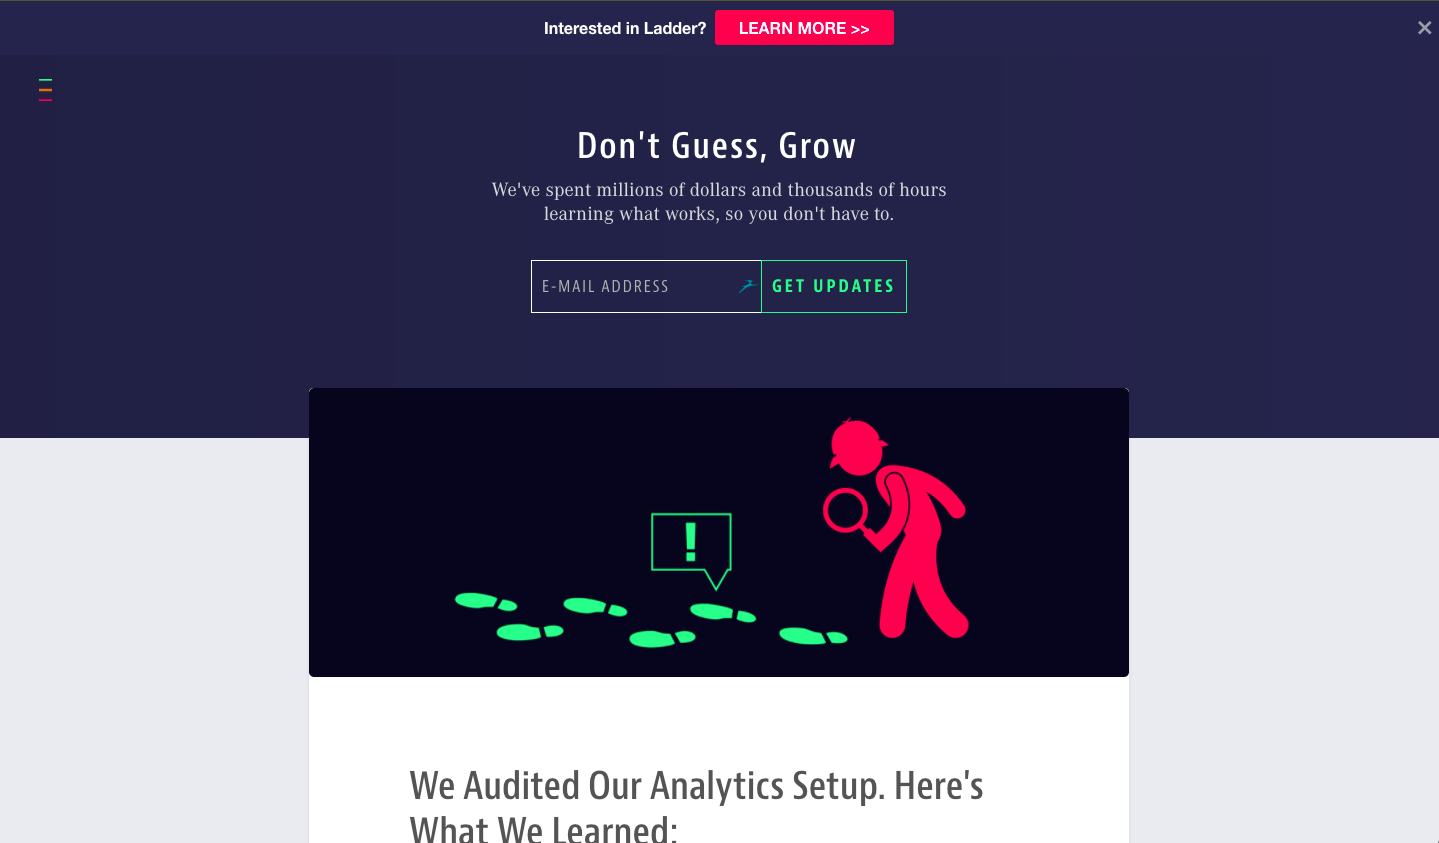 Interested in Ladder? LEARN MORE >>
Don't Guess, Grow
We've spent millions of dollars and thousands of hours
learning what works, so you don't have to.
E-MAIL ADDRESS GET UPDATES
!
We Audited Our Analytics Setup. Here's
What We Learned: